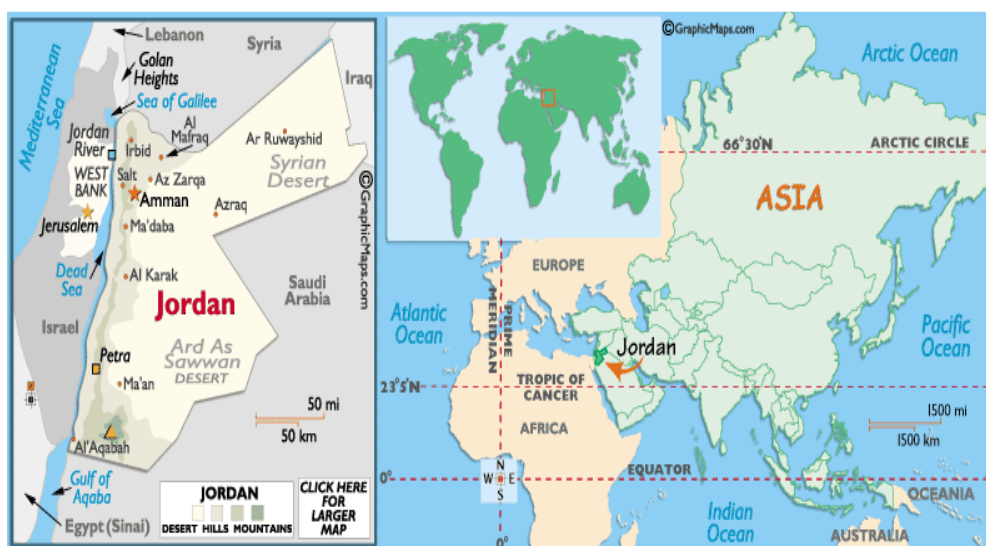 Lebanon
Syria
Golan
Heights
Iraq
Sea of Galilee
Mediterranean
Sea
Jordan
River
Al
Mafraq
Irbid
Ar Ruwayshid
Syrian
Desert
WEST
BANK
Salt
Az Zarqa
Amman
Azraq
Jerusalem
Ma'daba
Dead
Sea
Al Karak
Saudi
Arabia
Jordan
Israel
Ard As
Sawwan
DESERT
Petra
Ma'an
50 mi
50 km
Al'Aqabah
Gulf of
Aqaba
Egypt (Sinai)
JORDAN
DESERT HILLS MOUNTAINS
CLICK HERE
FOR
LARGER
MAP
©GraphicMaps.com
©GraphicMaps.com
Arctic Ocean
66°30'N
ARCTIC CIRCLE
ASIA
EUROPE
Atlantic
Ocean
PRIME
MERIDIAN
Pacific
Ocean
Jordan
23°5'N
TROPIC OF
CANCER
AFRICA
1500 mi
1500 km
EQUATOR
N
W E
S
0°
OCEANIA
Indian
Ocean
AUSTRALIA
0°